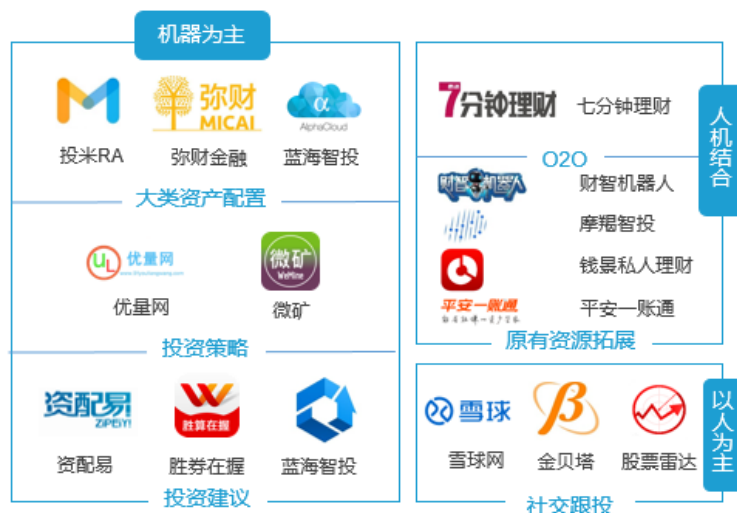 机器为主
弥财
MICAI
α
AlphaCloud
投米RA
弥财金融
蓝海智投
大类资产配置
UL
优量网
微矿
WeMine
优量网
微矿
投资策略
资配易
ZiPEiYi
胜算在握
资配易
胜券在握
蓝海智投
投资建议
人机结合
7分钟理财
七分钟理财
O2O
财智机器人
财智机器人
摩羯智投
钱景私人理财
平安一账通
平安一账通
原有资源拓展
以人为主
雪球
β
雪球网
金贝塔
股票雷达
社交跟投